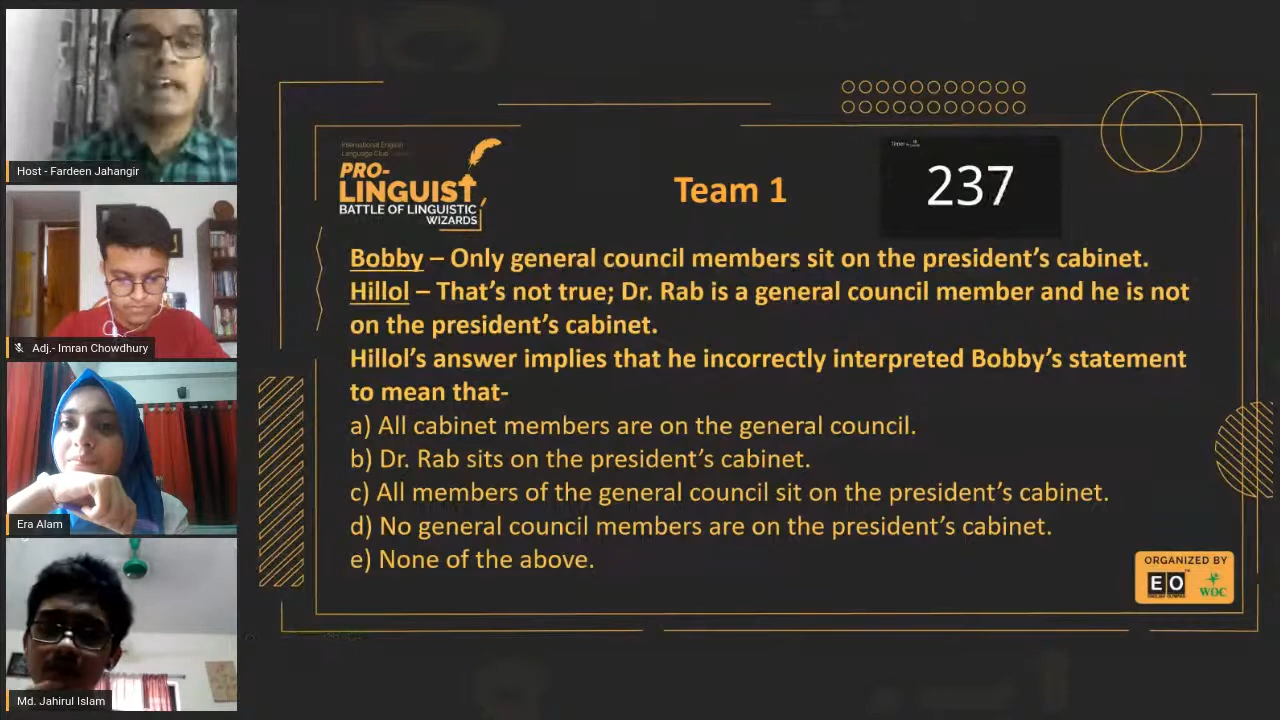 Host - Fardeen Jahangir
Adj.- Imran Chowdhury
Era Alam
Md. Jahirul Islam
International English
Language Club
PRO-
LINGUIST
BATTLE OF LINGUISTIC
WIZARDS
Team 1
237
Bobby – Only general council members sit on the president’s cabinet.
Hillol – That’s not true; Dr. Rab is a general council member and he is not
on the president’s cabinet.
Hillol’s answer implies that he incorrectly interpreted Bobby’s statement
to mean that-
a) All cabinet members are on the general council.
b) Dr. Rab sits on the president’s cabinet.
c) All members of the general council sit on the president’s cabinet.
d) No general council members are on the president’s cabinet.
e) None of the above.
ORGANIZED BY
EO
WOC